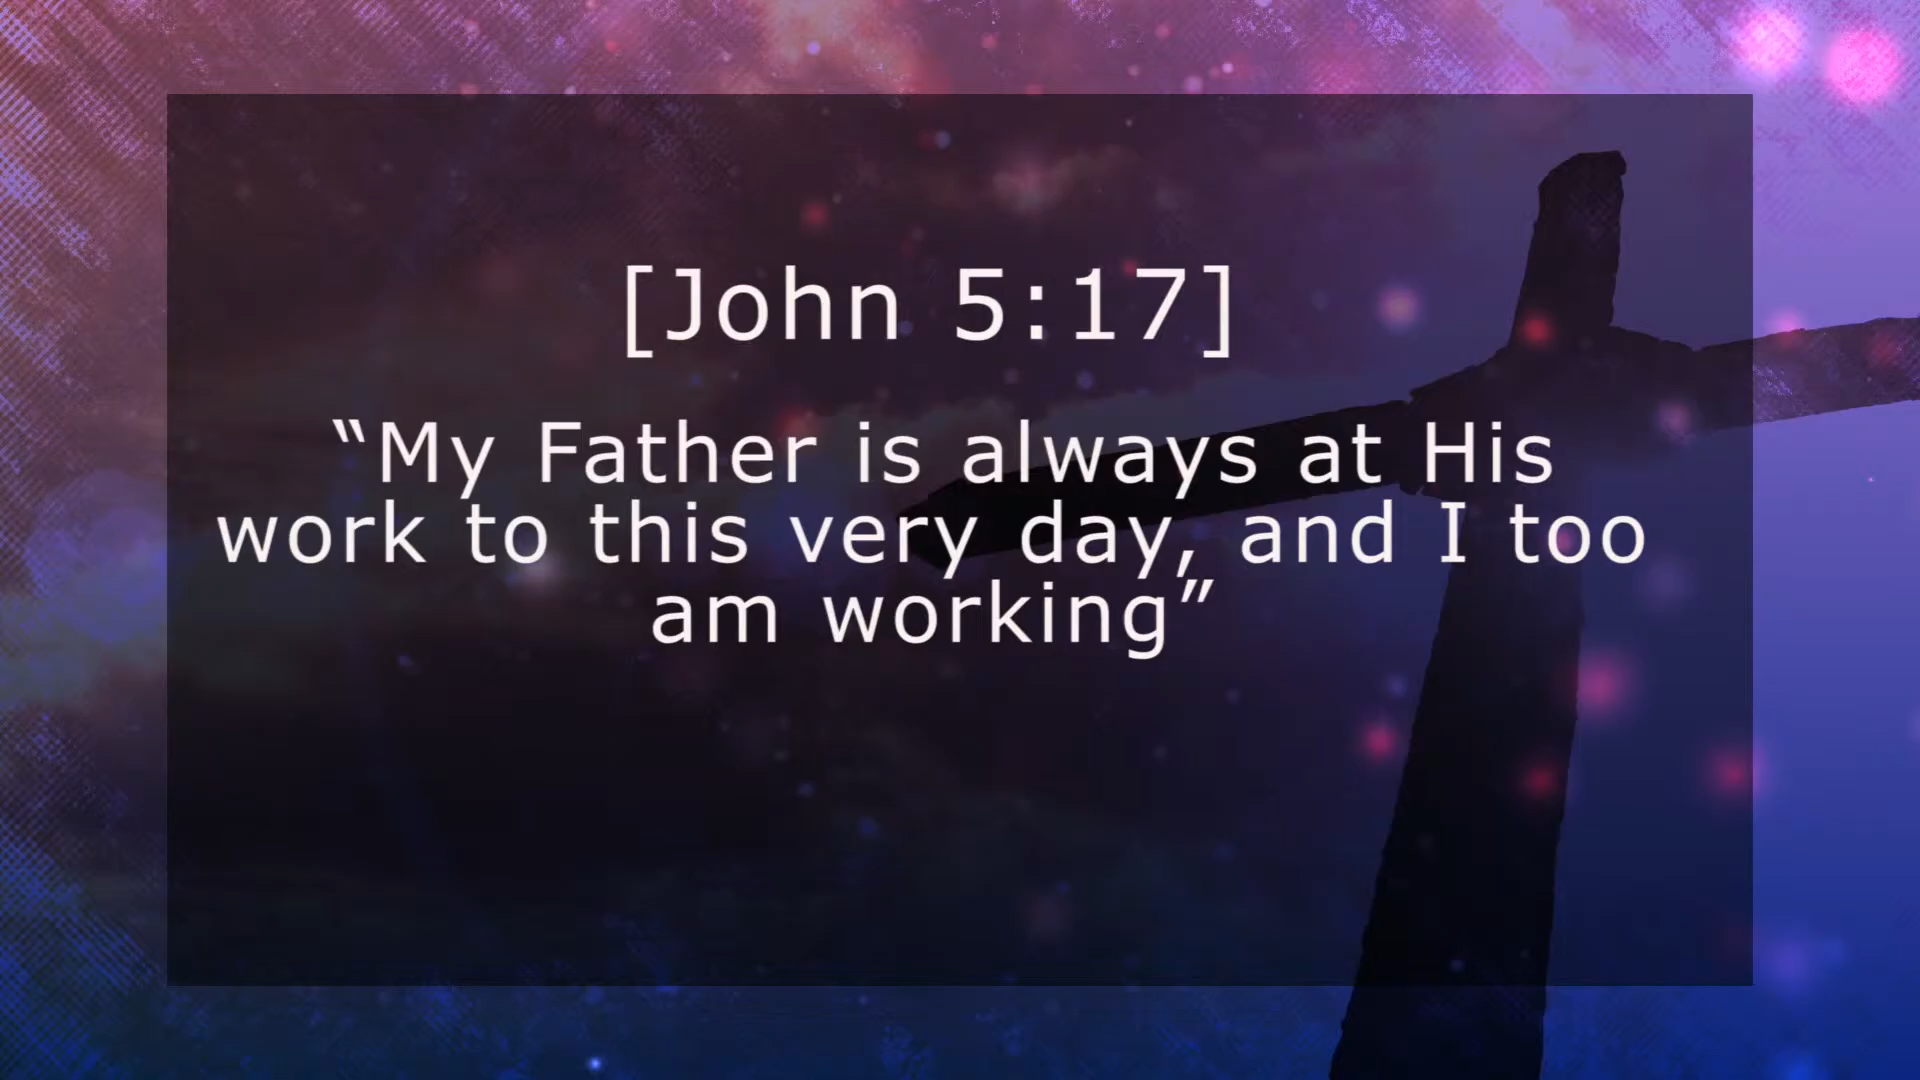 [John 5:17]
“My Father is always at His
work to this very day, and I too
am working”